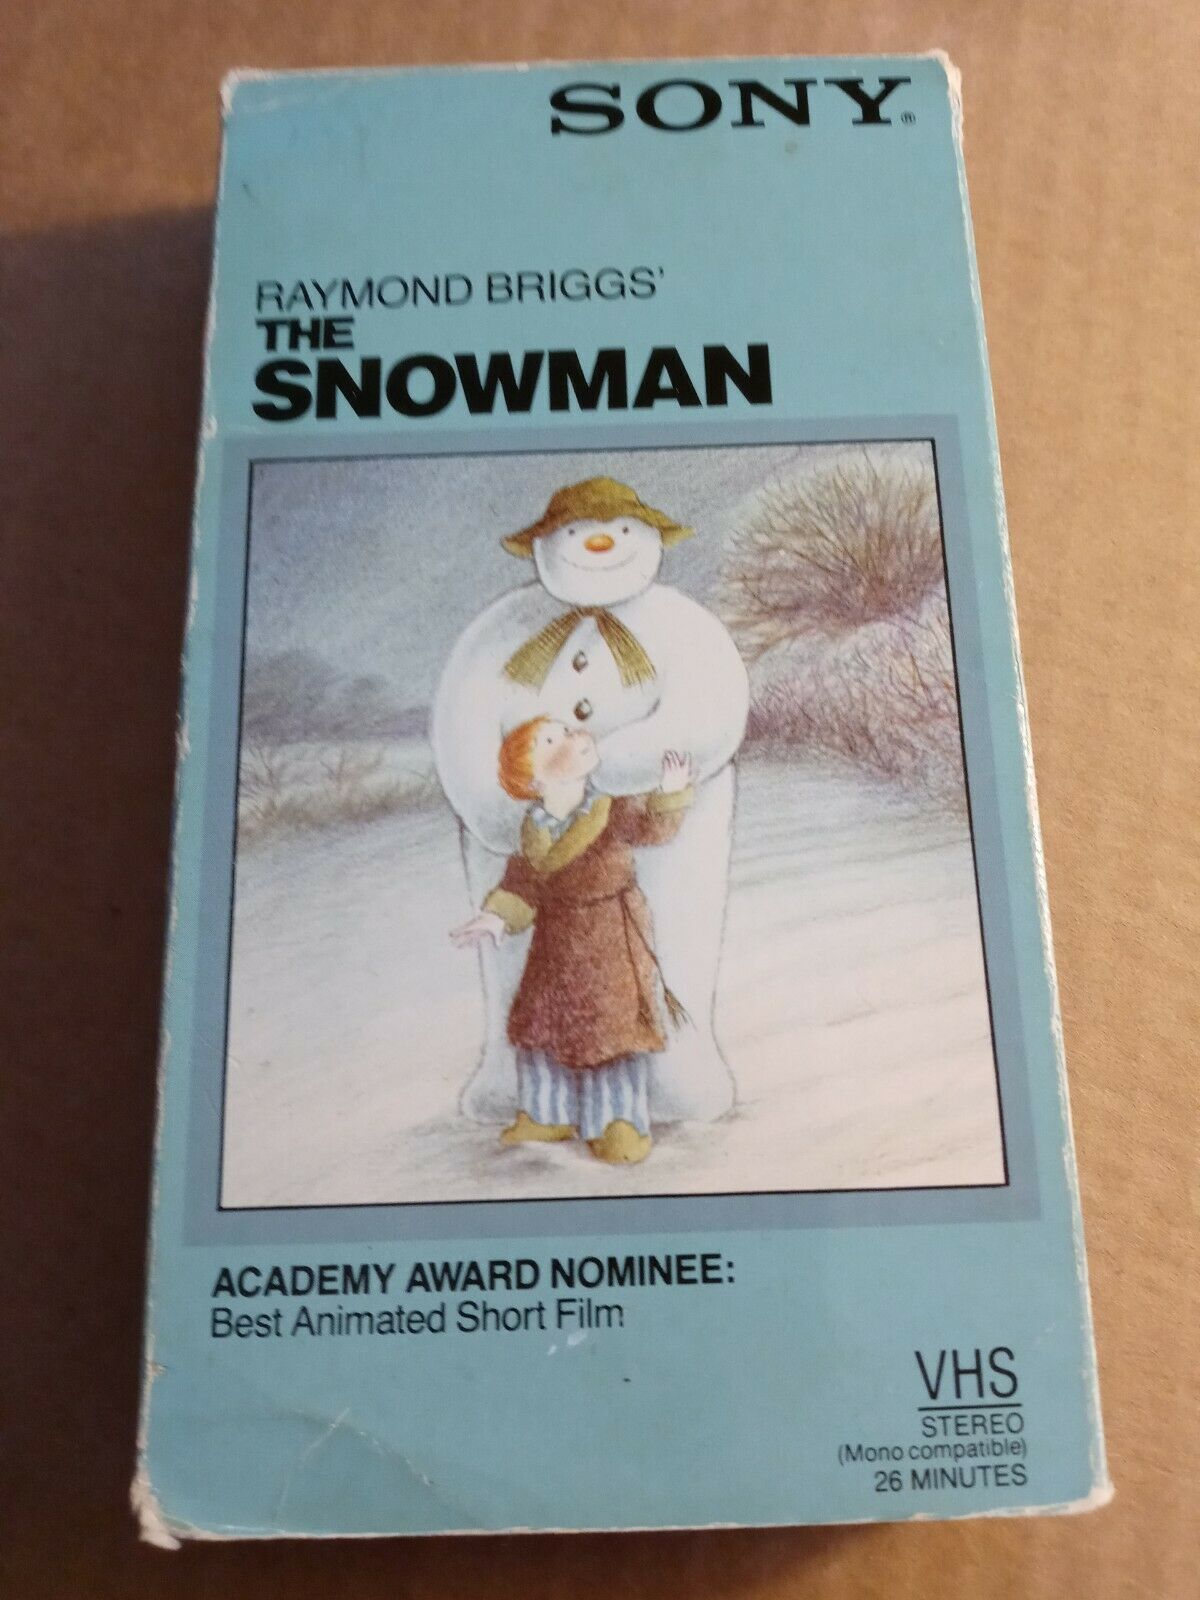 SONY®
RAYMOND BRIGGS'
THE
SNOWMAN
ACADEMY AWARD NOMINEE:
Best Animated Short Film
VHS
STEREO
(Mono compatible)
26 MINUTES